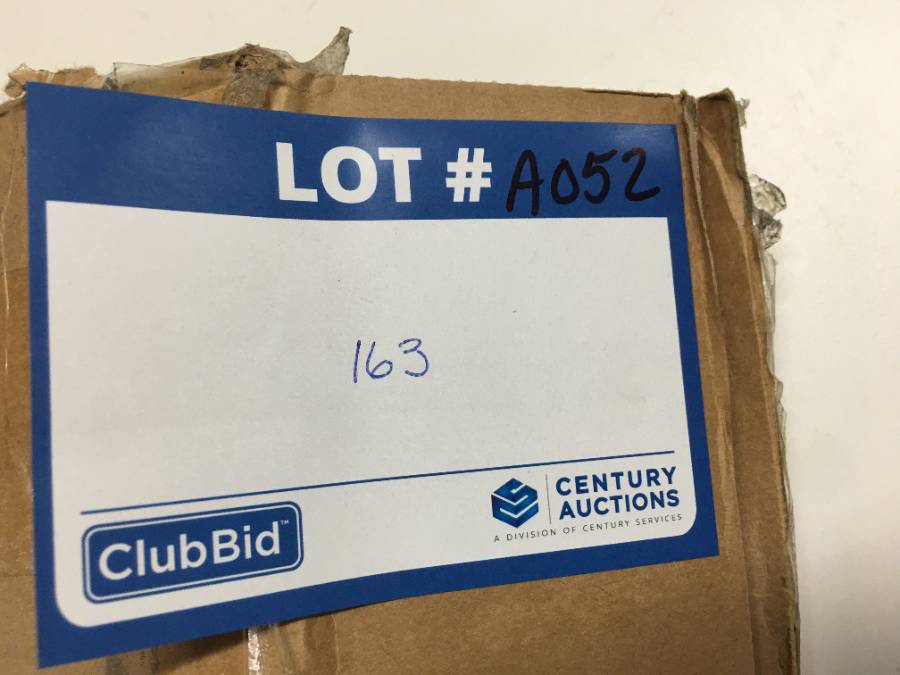 LOT # A052
163
ClubBid™
CENTURY
AUCTIONS
A DIVISION OF CENTURY SERVICES